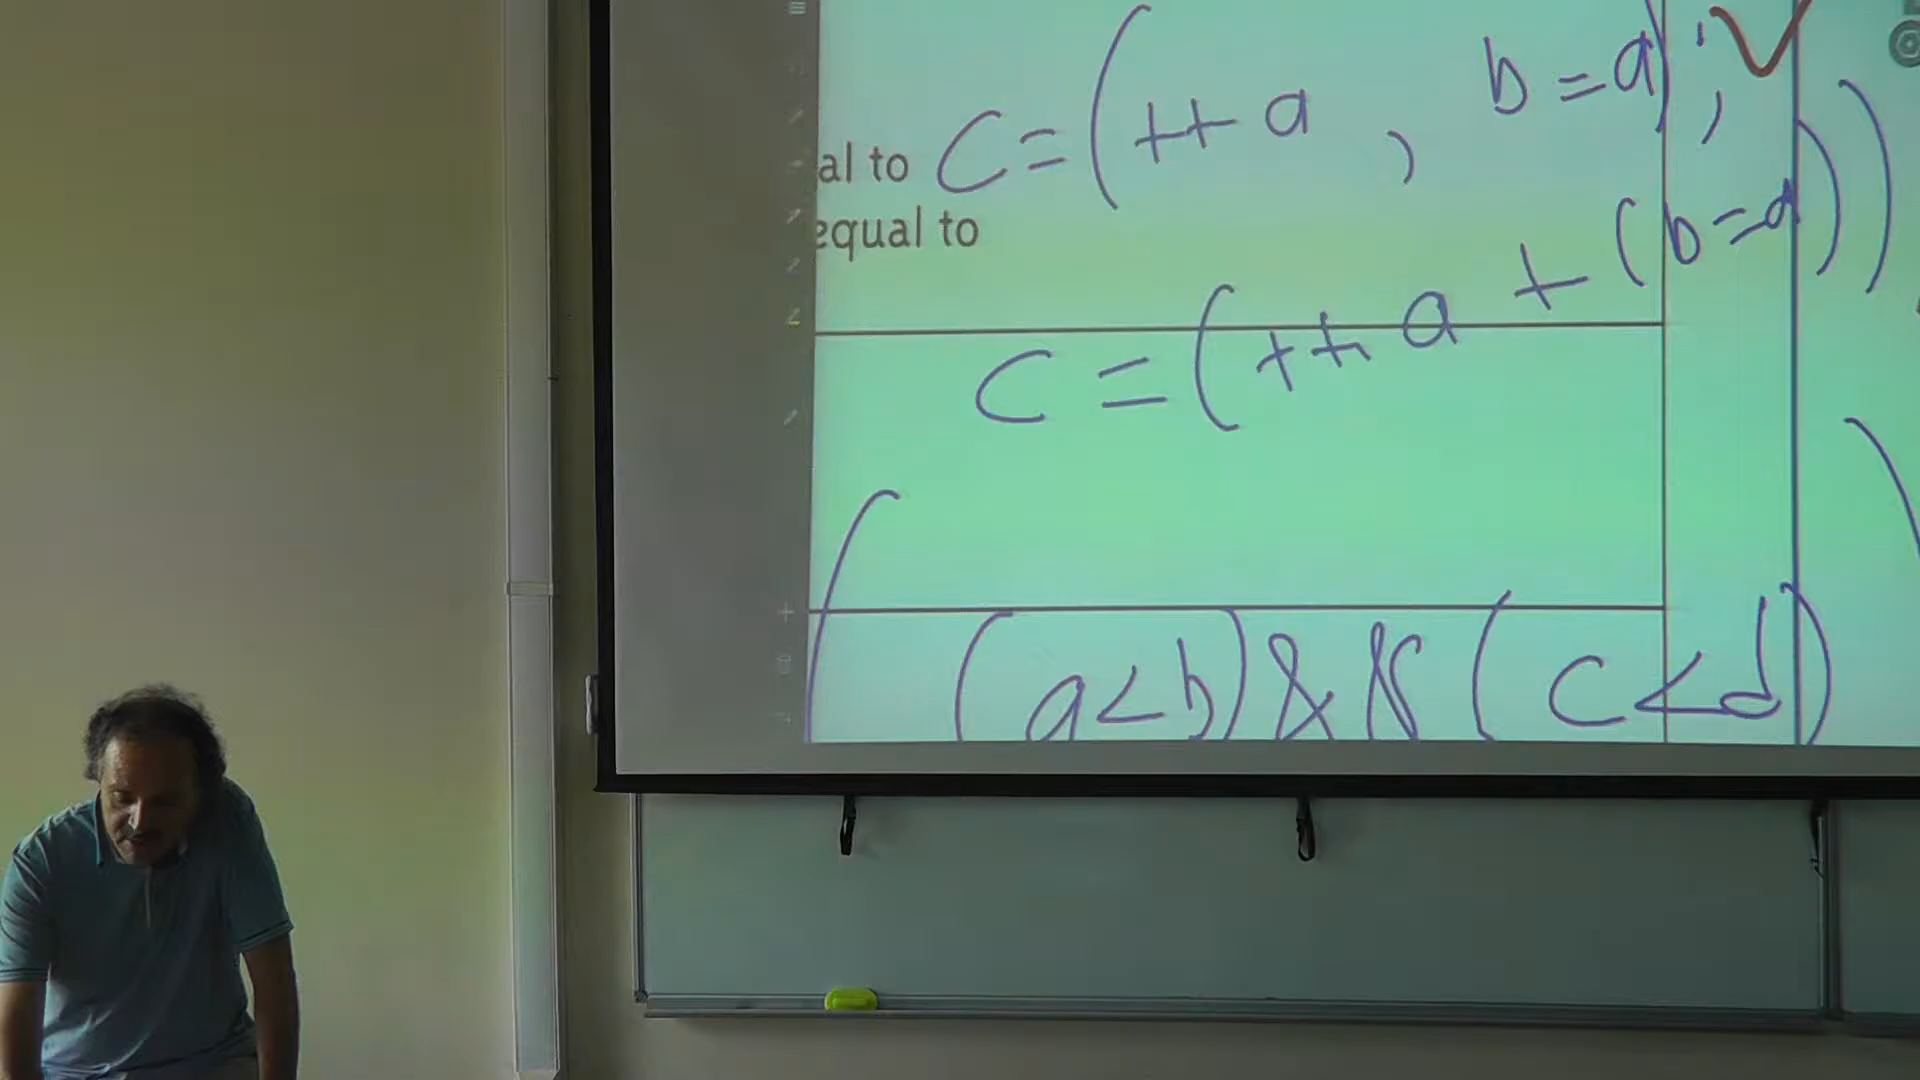 al to C = ( ++ a , b = a ) ;
equal to
C = ( ++ a + ( b = a ) )
( ( a < b ) && ( c < d )